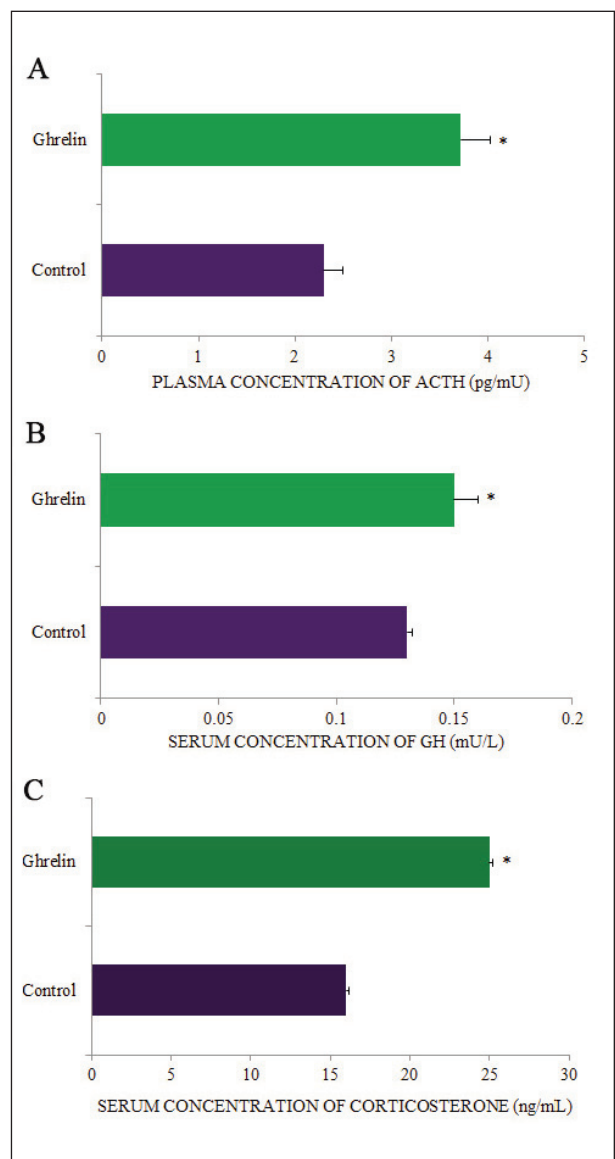 A
Ghrelin
*
Control
0 1 2 3 4 5
PLASMA CONCENTRATION OF ACTH (pg/mU)
B
Ghrelin
*
Control
0 0.05 0.1 0.15 0.2
SERUM CONCENTRATION OF GH (mU/L)
C
Ghrelin
*
Control
0 5 10 15 20 25 30
SERUM CONCENTRATION OF CORTICOSTERONE (ng/mL)